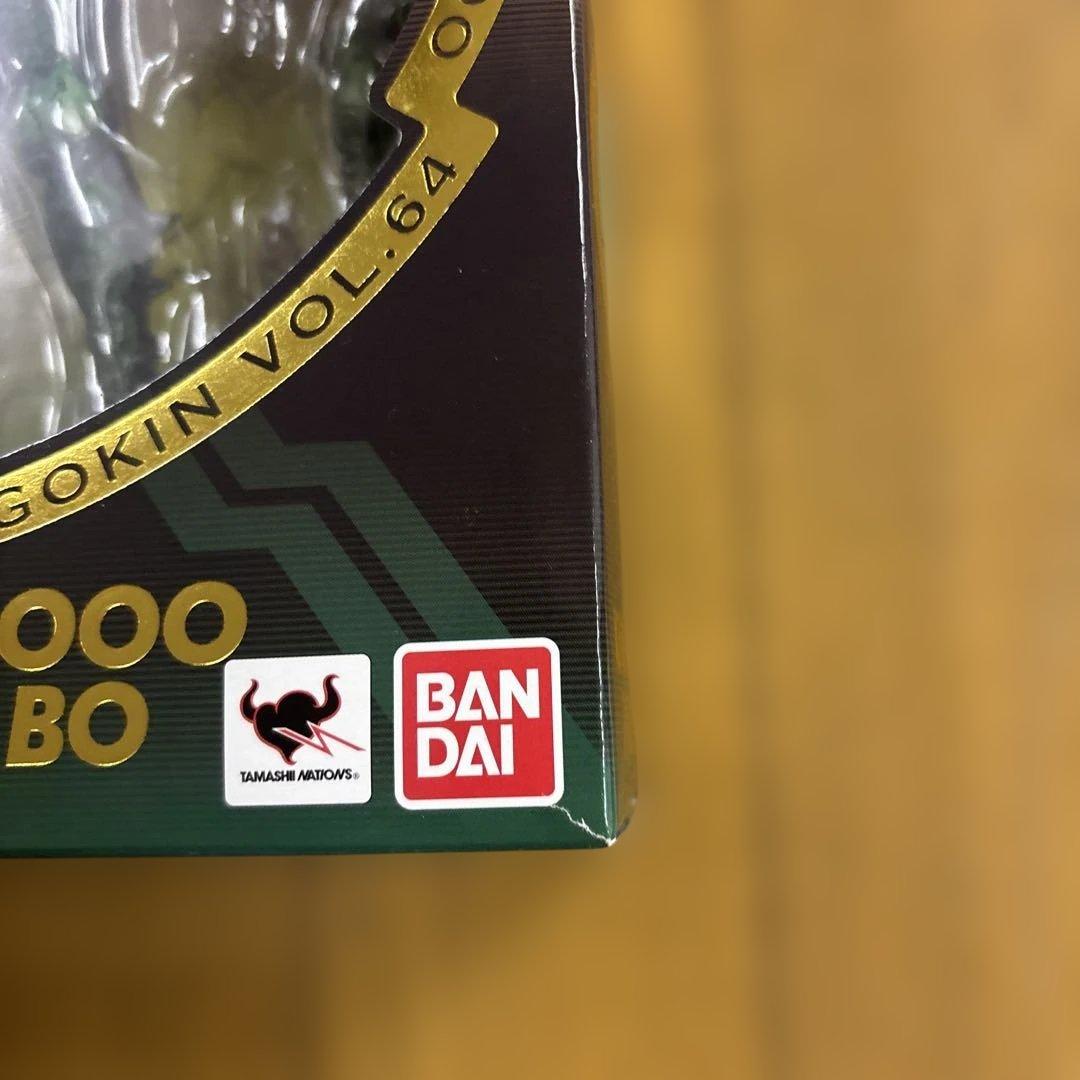 GOKIN VOL.64
OOO
BO
TAMASHII NATIONS®
BAN
DAI